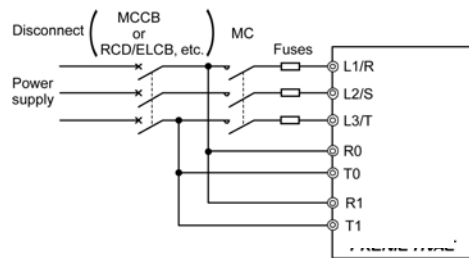 Disconnect
MCCB
or
RCD/ELCB, etc.
MC
Fuses
Power
supply
L1/R
L2/S
L3/T
R0
T0
R1
T1